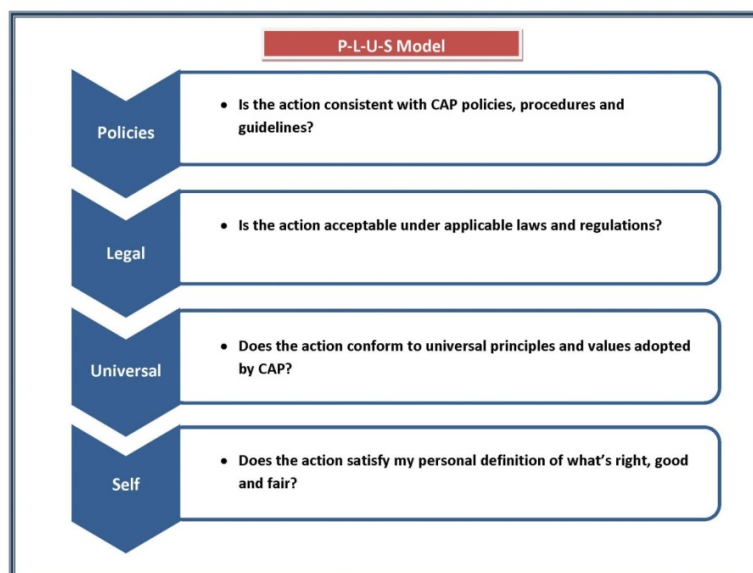 P-L-U-S Model
Policies
• Is the action consistent with CAP policies, procedures and
guidelines?
Legal
• Is the action acceptable under applicable laws and regulations?
Universal
• Does the action conform to universal principles and values adopted
by CAP?
Self
• Does the action satisfy my personal definition of what's right, good
and fair?